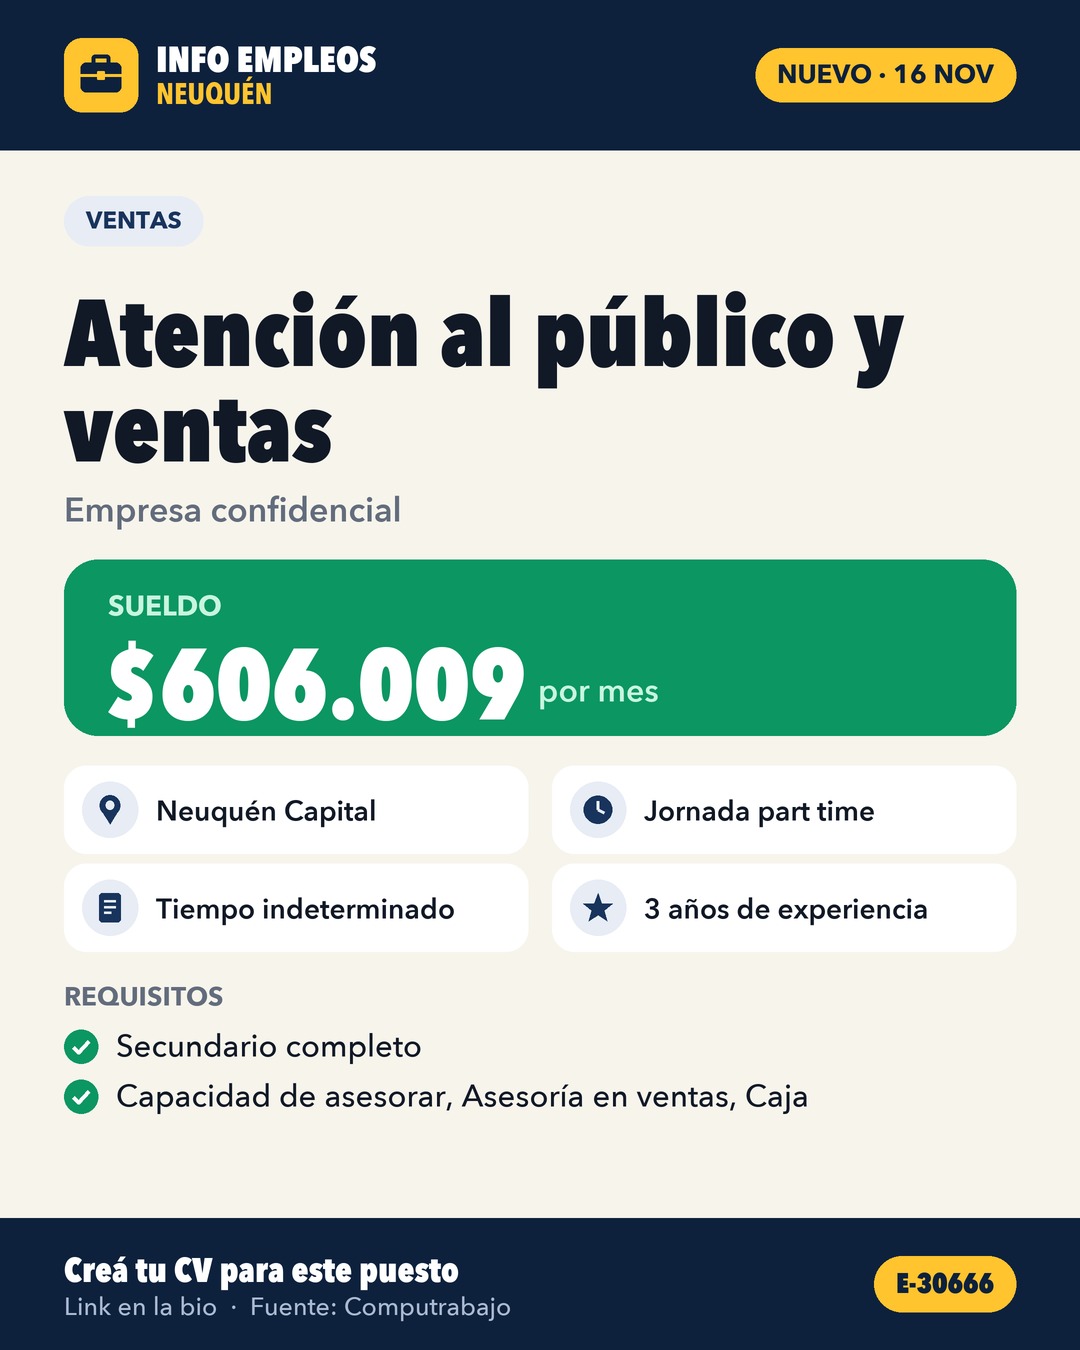 INFO EMPLEOS
NEUQUÉN
NUEVO · 16 NOV
VENTAS
Atención al público y
ventas
Empresa confidencial
SUELDO
$606.009 por mes
Neuquén Capital
Jornada part time
Tiempo indeterminado
3 años de experiencia
REQUISITOS
Secundario completo
Capacidad de asesorar, Asesoría en ventas, Caja
Creá tu CV para este puesto
Link en la bio · Fuente: Computrabajo
E-30666